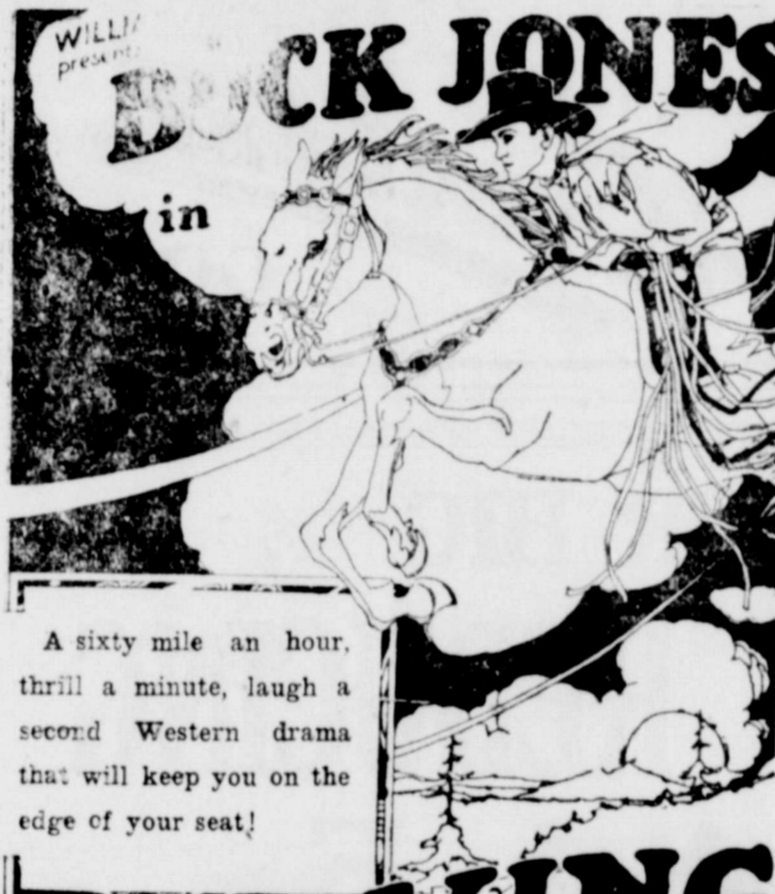 presents
BUCK JONES
in
A sixty mile an hour,
thrill a minute, laugh a
second Western drama
that will keep you on the
edge of your seat!